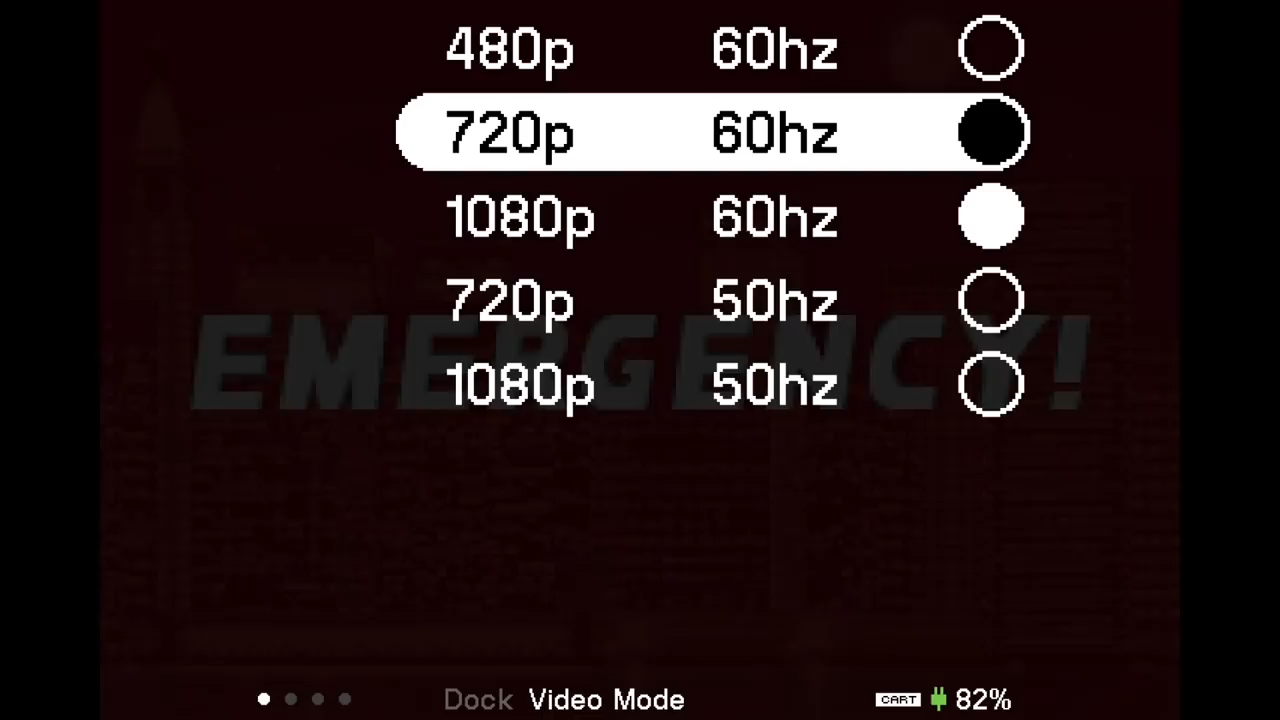 480p 60hz
720p 60hz
1080p 60hz
720p 50hz
EMERGENCY!
1080p 50hz
Dock Video Mode CART 82%